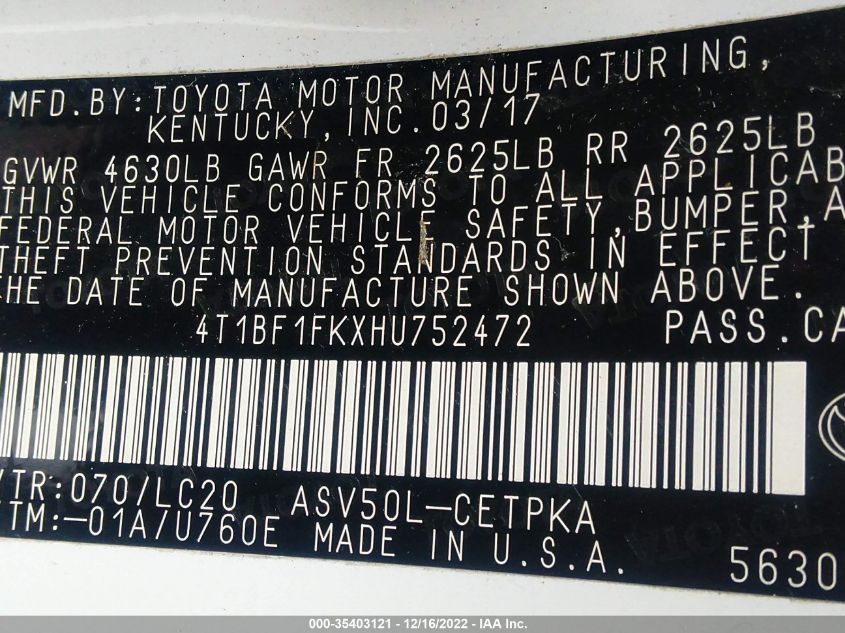 MFD.BY:TOYOTA MOTOR MANUFACTURING,
KENTUCKY,INC.03/17
GVWR 4630LB GAWR FR 2625LB RR 2625LB
THIS VEHICLE CONFORMS TO ALL APPLICAB
FEDERAL MOTOR VEHICLE SAFETY,BUMPER,A
THEFT PREVENTION STANDARDS IN EFFECT
THE DATE OF MANUFACTURE SHOWN ABOVE.
4T1BF1FKXHU752472 PASS.CA
/TR:070/LC20 ASV50L-CETPKA
TM:-01A/U760E MADE IN U.S.A. 5630
000-35403121 - 12/16/2022 - IAA Inc.